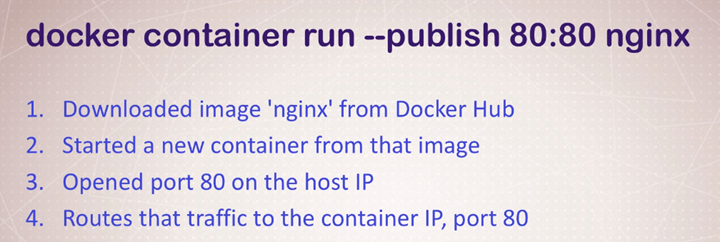 docker container run --publish 80:80 nginx
1. Downloaded image 'nginx' from Docker Hub
2. Started a new container from that image
3. Opened port 80 on the host IP
4. Routes that traffic to the container IP, port 80